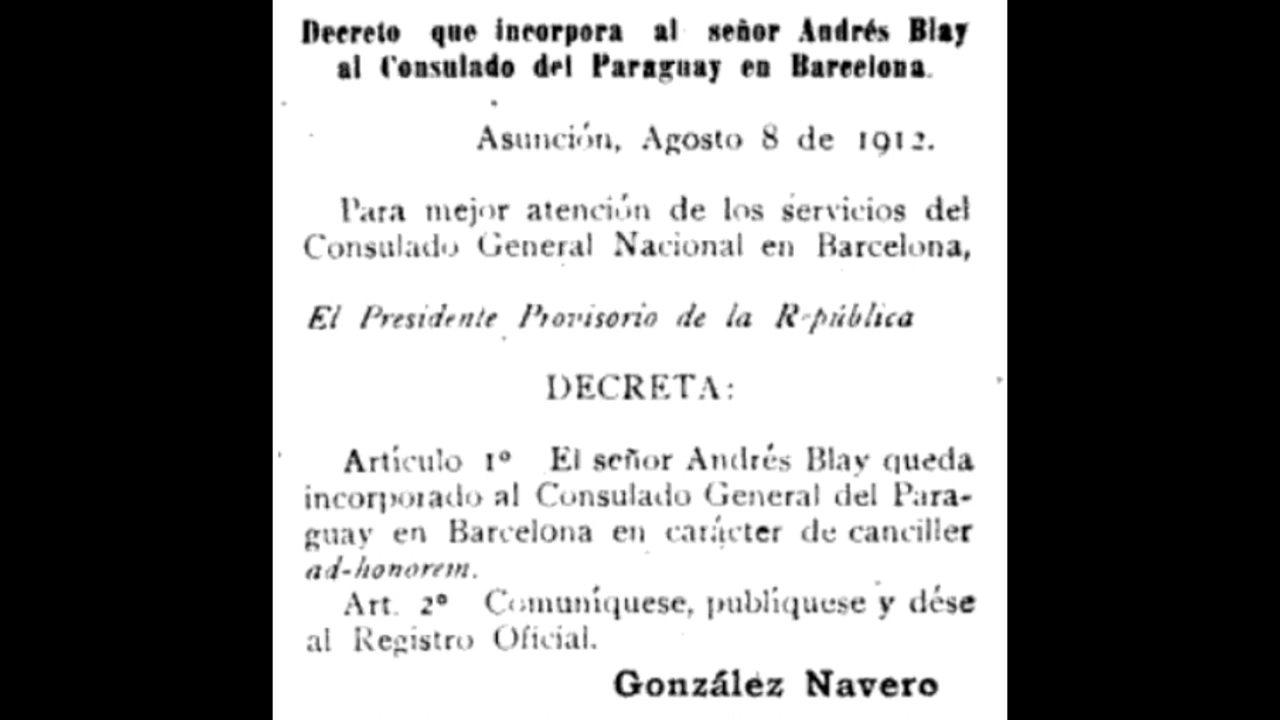 Decreto que incorpora al señor Andrés Blay
al Consulado del Paraguay en Barcelona.
Asunción, Agosto 8 de 1912.
Para mejor atención de los servicios del
Consulado General Nacional en Barcelona,
El Presidente Provisorio de la República
DECRETA:
Artículo 1º El señor Andrés Blay queda
incorporado al Consulado General del Para-
guay en Barcelona en carácter de canciller
ad-honorem.
Art. 2º Comuníquese, publíquese y dése
al Registro Oficial.
González Navero